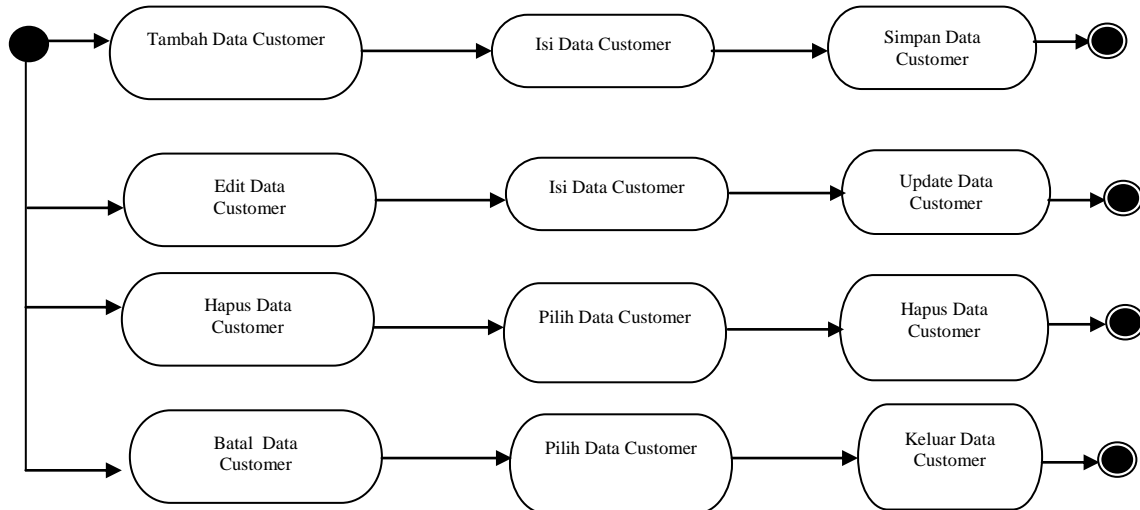 Tambah Data Customer
Isi Data Customer
Simpan Data
Customer
Edit Data
Customer
Isi Data Customer
Update Data
Customer
Hapus Data
Customer
Pilih Data Customer
Hapus Data
Customer
Batal Data
Customer
Pilih Data Customer
Keluar Data
Customer